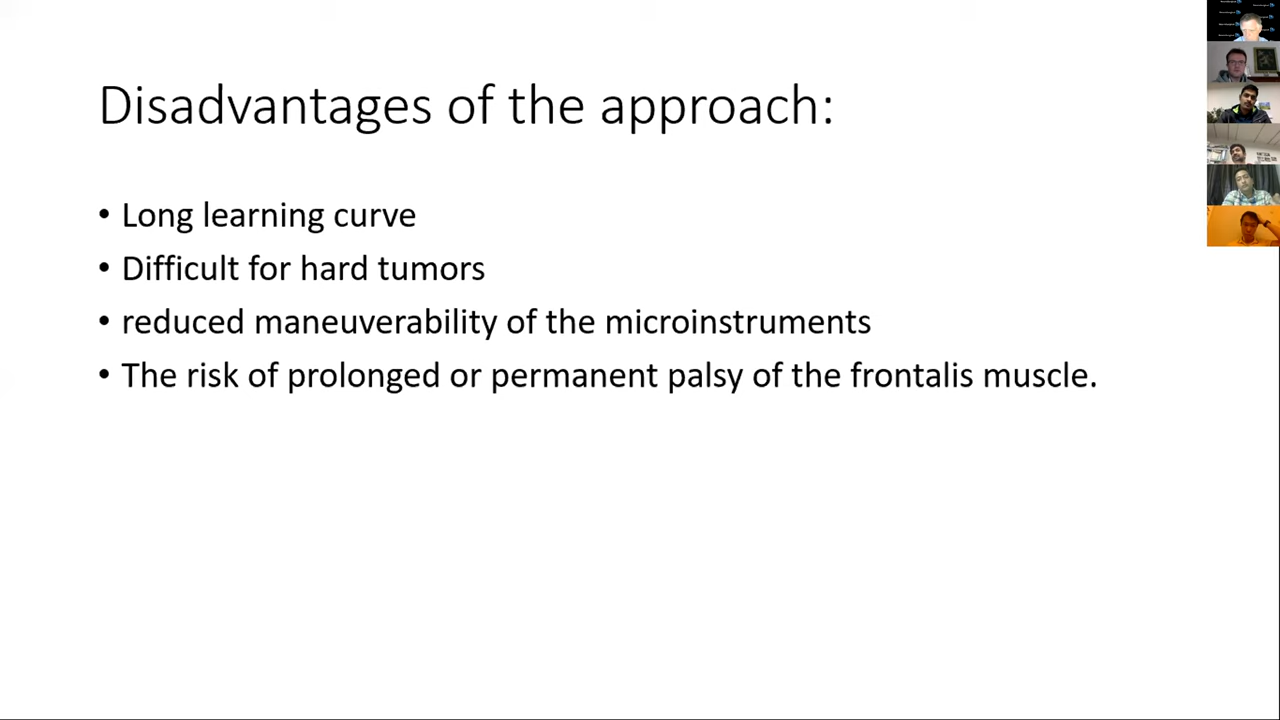 Disadvantages of the approach:
• Long learning curve
• Difficult for hard tumors
• reduced maneuverability of the microinstruments
• The risk of prolonged or permanent palsy of the frontalis muscle.